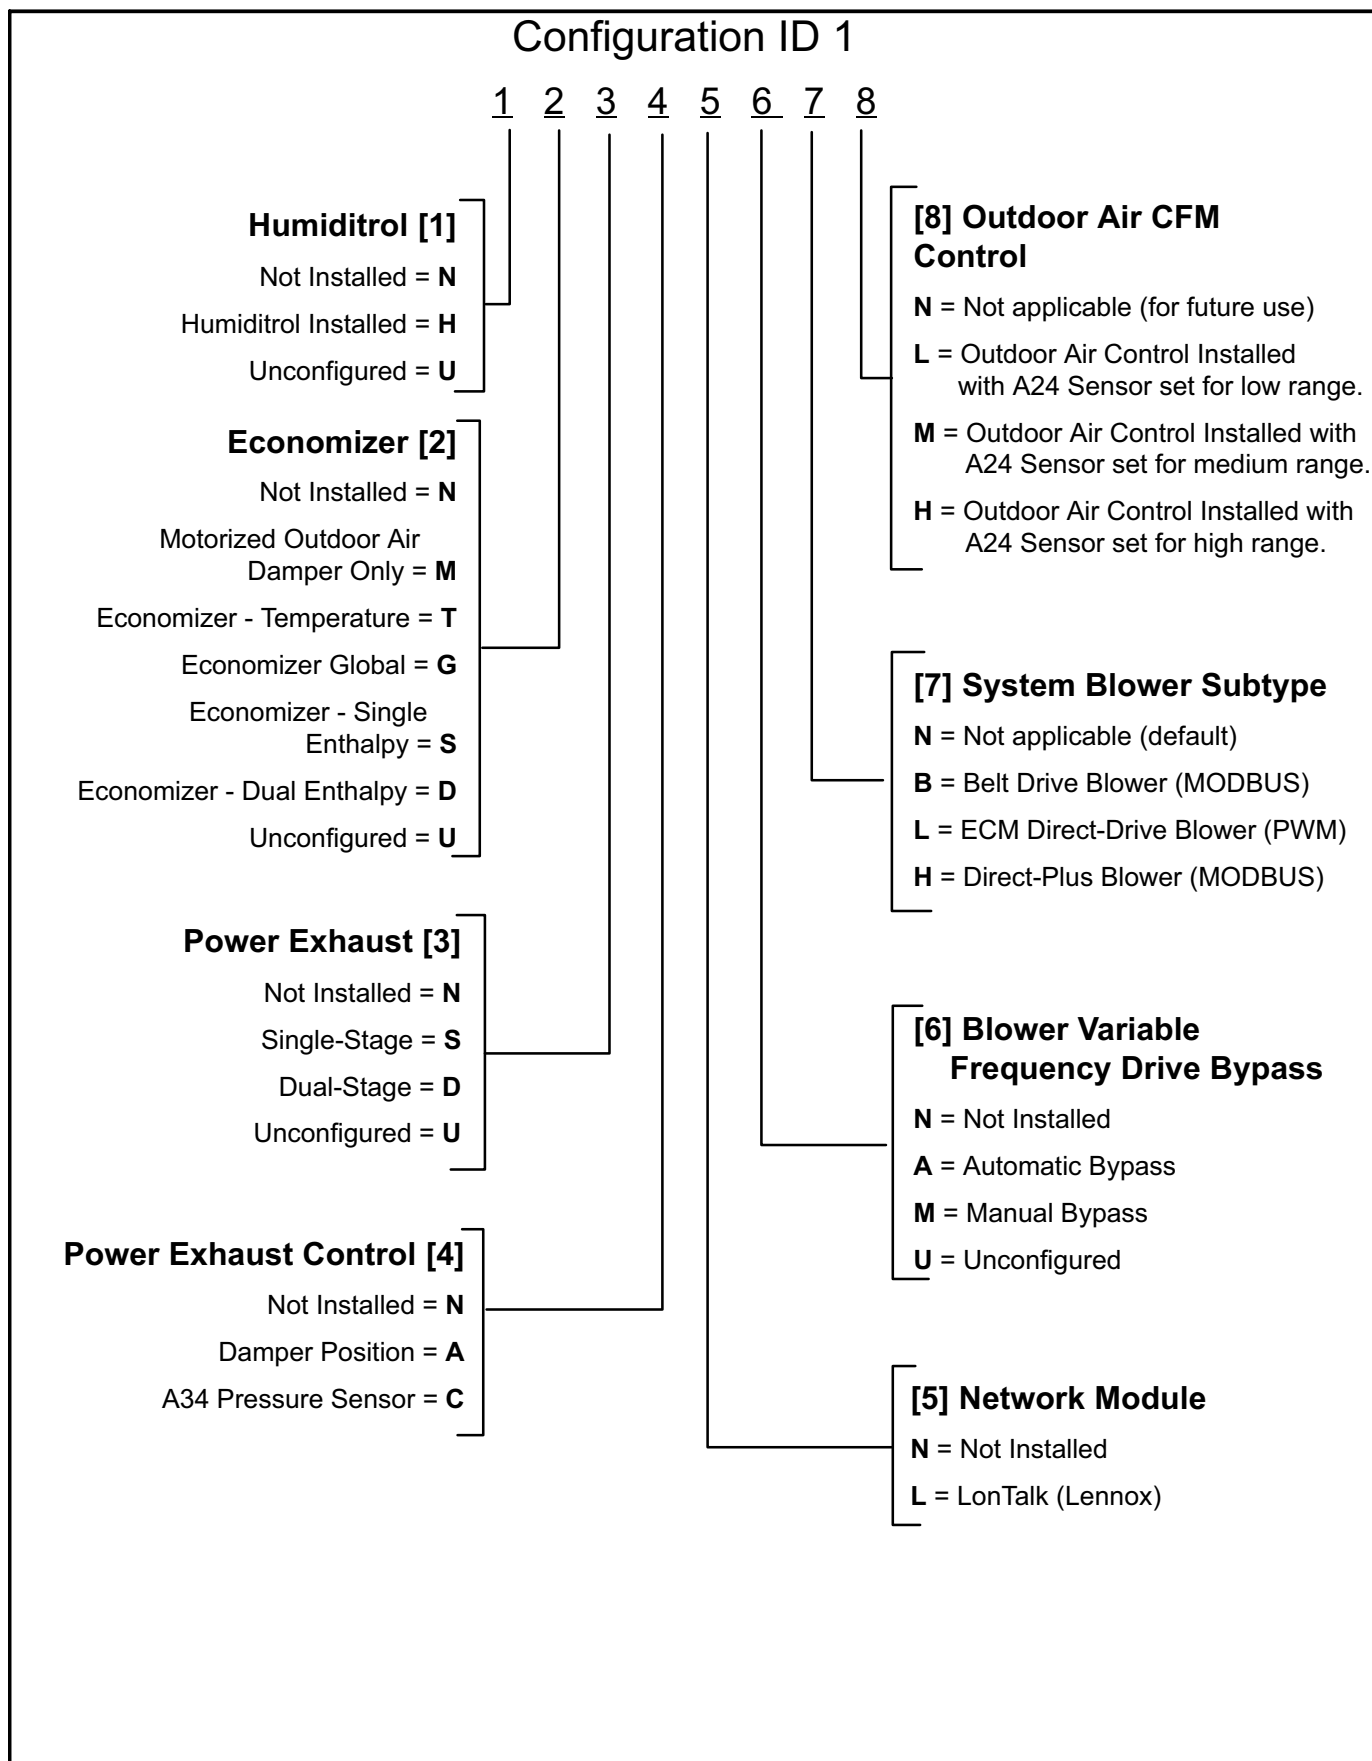 Configuration ID 1
1 2 3 4 5 6 7 8
Humiditrol [1]
Not Installed = N
Humiditrol Installed = H
Unconfigured = U
Economizer [2]
Not Installed = N
Motorized Outdoor Air
Damper Only = M
Economizer - Temperature = T
Economizer Global = G
Economizer - Single
Enthalpy = S
Economizer - Dual Enthalpy = D
Unconfigured = U
Power Exhaust [3]
Not Installed = N
Single-Stage = S
Dual-Stage = D
Unconfigured = U
Power Exhaust Control [4]
Not Installed = N
Damper Position = A
A34 Pressure Sensor = C
[8] Outdoor Air CFM
Control
N = Not applicable (for future use)
L = Outdoor Air Control Installed
with A24 Sensor set for low range.
M = Outdoor Air Control Installed with
A24 Sensor set for medium range.
H = Outdoor Air Control Installed with
A24 Sensor set for high range.
[7] System Blower Subtype
N = Not applicable (default)
B = Belt Drive Blower (MODBUS)
L = ECM Direct-Drive Blower (PWM)
H = Direct-Plus Blower (MODBUS)
[6] Blower Variable
Frequency Drive Bypass
N = Not Installed
A = Automatic Bypass
M = Manual Bypass
U = Unconfigured
[5] Network Module
N = Not Installed
L = LonTalk (Lennox)